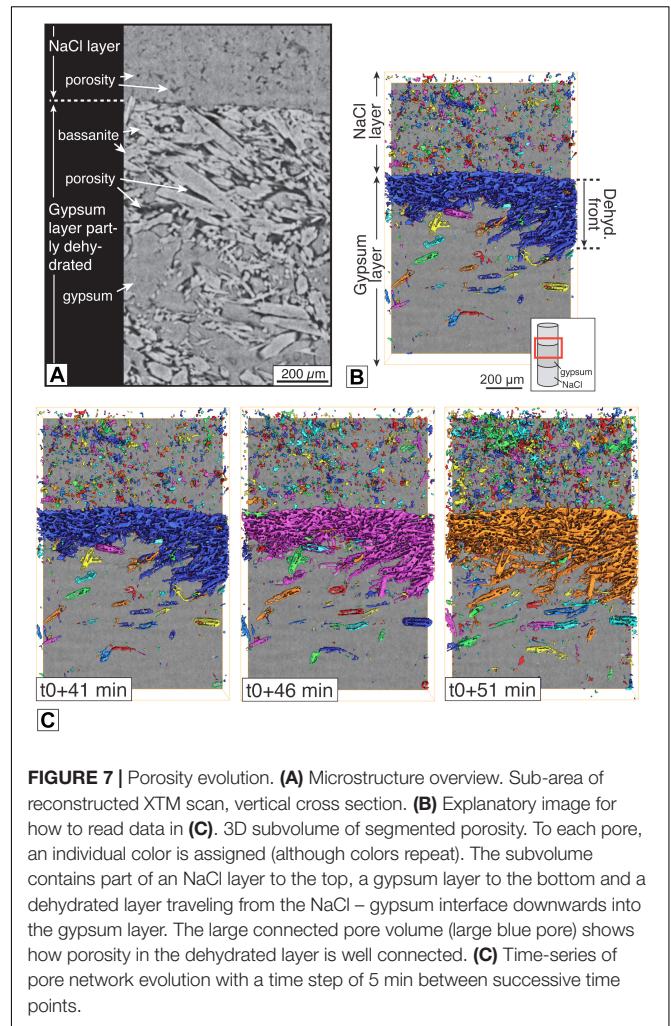 NaCl layer
porosity
bassanite
porosity
Gypsum
layer part-
ly dehy-
drated
gypsum
A
200 µm
NaCl
layer
Gypsum
layer
Dehyd.
front
B
200 µm
gypsum
NaCl
t0+41 min
t0+46 min
t0+51 min
C
FIGURE 7 | Porosity evolution. (A) Microstructure overview. Sub-area of
reconstructed XTM scan, vertical cross section. (B) Explanatory image for
how to read data in (C). 3D subvolume of segmented porosity. To each pore,
an individual color is assigned (although colors repeat). The subvolume
contains part of an NaCl layer to the top, a gypsum layer to the bottom and a
dehydrated layer traveling from the NaCl – gypsum interface downwards into
the gypsum layer. The large connected pore volume (large blue pore) shows
how porosity in the dehydrated layer is well connected. (C) Time-series of
pore network evolution with a time step of 5 min between successive time
points.